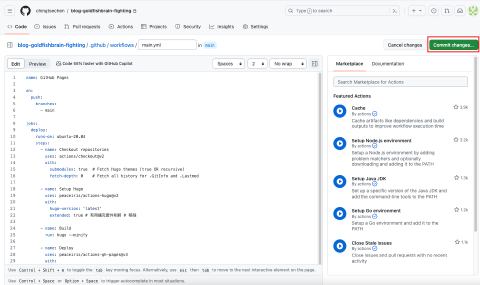 chmqtsechen / blog-goldfishbrain-fighting
Type / to search
Code Issues Pull requests Actions Projects Security Insights Settings
blog-goldfishbrain-fighting / .github / workflows / main.yml in main
Cancel changes Commit changes...
Edit Preview Code 55% faster with GitHub Copilot Spaces 2 No wrap
1 name: GitHub Pages
2
3 on:
4 push:
5 branches:
6 - main
7
8 jobs:
9 deploy:
10 runs-on: ubuntu-20.04
11 steps:
12 - name: Checkout repositories
13 uses: actions/checkout@v2
14 with:
15 submodules: true # Fetch Hugo themes (true OR recursive)
16 fetch-depth: 0 # Fetch all history for .GitInfo and .Lastmod
17
18 - name: Setup Hugo
19 uses: peaceiris/actions-hugo@v2
20 with:
21 hugo-version: "latest"
22 extended: true #
23
24 - name: Build
25 run: hugo --minify
26
27 - name: Deploy
28 uses: peaceiris/actions-gh-pages@v3
29 with:
Use Control + Shift + m to toggle the tab key moving focus. Alternatively, use esc then tab to move to the next interactive element on the page.
Use Control + Space or Option + Space to trigger autocomplete in most situations.
Marketplace Documentation
Search Marketplace for Actions
Featured Actions
Cache
By actions
Cache artifacts like dependencies and build outputs to improve workflow execution time
Setup Node.js environment
By actions
Setup a Node.js environment by adding problem matchers and optionally downloading and adding it to the PATH
Setup Java JDK
By actions
Set up a specific version of the Java JDK and add the command-line tools to the PATH
Setup Go environment
By actions
Setup a Go environment and add it to the PATH
Close Stale Issues
By actions
Close issues and pull requests with no recent activity